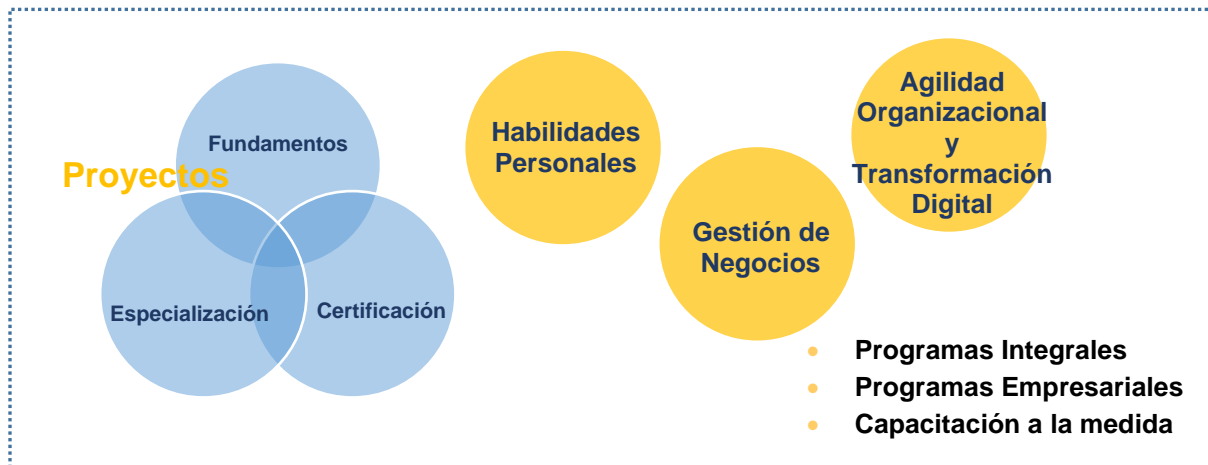 Proyectos
Fundamentos
Especialización
Certificación
Habilidades
Personales
Gestión de
Negocios
Agilidad
Organizacional
y
Transformación
Digital
• Programas Integrales
• Programas Empresariales
• Capacitación a la medida